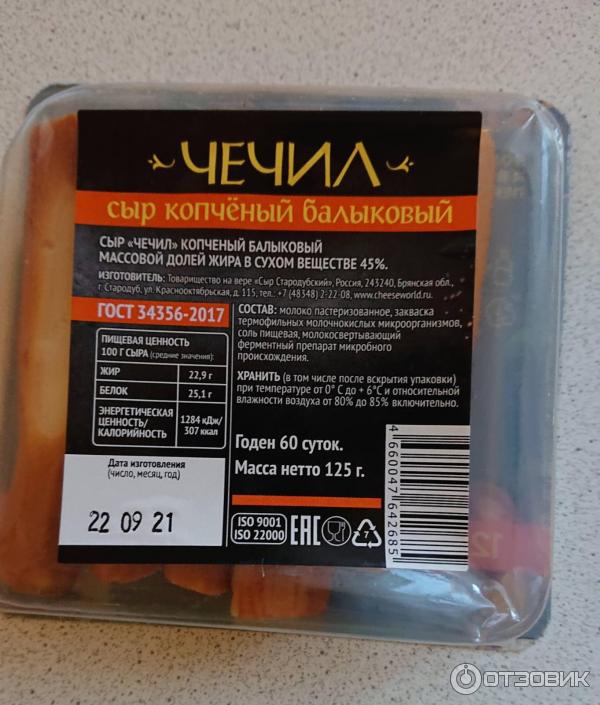 ЧЕЧИЛ
сыр копчёный балыковый
СЫР «ЧЕЧИЛ» КОПЧЕНЫЙ БАЛЫКОВЫЙ
МАССОВОЙ ДОЛЕЙ ЖИРА В СУХОМ ВЕЩЕСТВЕ 45%.
ИЗГОТОВИТЕЛЬ: Товарищество на вере «Сыр Стародубский», Россия, 243240, Брянская обл.,
г. Стародуб, ул. Краснооктябрьская, д. 115, тел.: +7 (48348) 2-22-08, www.cheeseworld.ru.
ГОСТ 34356-2017
ПИЩЕВАЯ ЦЕННОСТЬ
100 Г СЫРА (средние значения):
ЖИР 22,9 г
БЕЛОК 25,1 г
ЭНЕРГЕТИЧЕСКАЯ
ЦЕННОСТЬ/
КАЛОРИЙНОСТЬ
1284 кДж/
307 ккал
СОСТАВ: молоко пастеризованное, закваска
термофильных молочнокислых микроорганизмов,
соль пищевая, молокосвертывающий
ферментный препарат микробного
происхождения.
ХРАНИТЬ (в том числе после вскрытия упаковки)
при температуре от 0° С до + 6°С и относительной
влажности воздуха от 80% до 85% включительно.
Годен 60 суток.
Масса нетто 125 г.
Дата изготовления
(число, месяц, год)
22 09 21
ISO 9001
ISO 22000
EAC
7
4 660047 642685
12
ОТЗОВИК